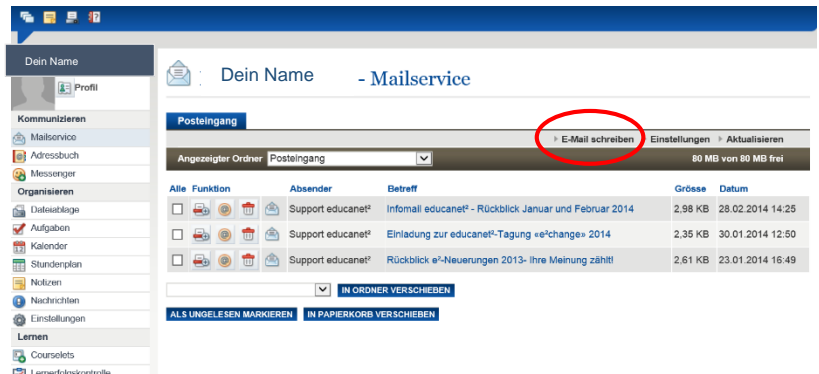 Dein Name
Profil
Kommunizieren
Mailservice
Adressbuch
Messenger
Organisieren
Dateiablage
Aufgaben
Kalender
Stundenplan
Notizen
Nachrichten
Einstellungen
Lernen
Courselets
Lernerfolgskontrolle
Dein Name - Mailservice
Posteingang
E-Mail schreiben Einstellungen Aktualisieren
Angezeigter Ordner Posteingang 80 MB von 80 MB frei
Alle Funktion Absender Betreff Grösse Datum
Support educanet² Infomail educanet² - Rückblick Januar und Februar 2014 2,98 KB 28.02.2014 14:25
Support educanet² Einladung zur educanet²-Tagung «e²change» 2014 2,35 KB 30.01.2014 12:50
Support educanet² Rückblick e²-Neuerungen 2013- Ihre Meinung zählt! 2,61 KB 23.01.2014 16:49
IN ORDNER VERSCHIEBEN
ALS UNGELESEN MARKIEREN IN PAPIERKORB VERSCHIEBEN